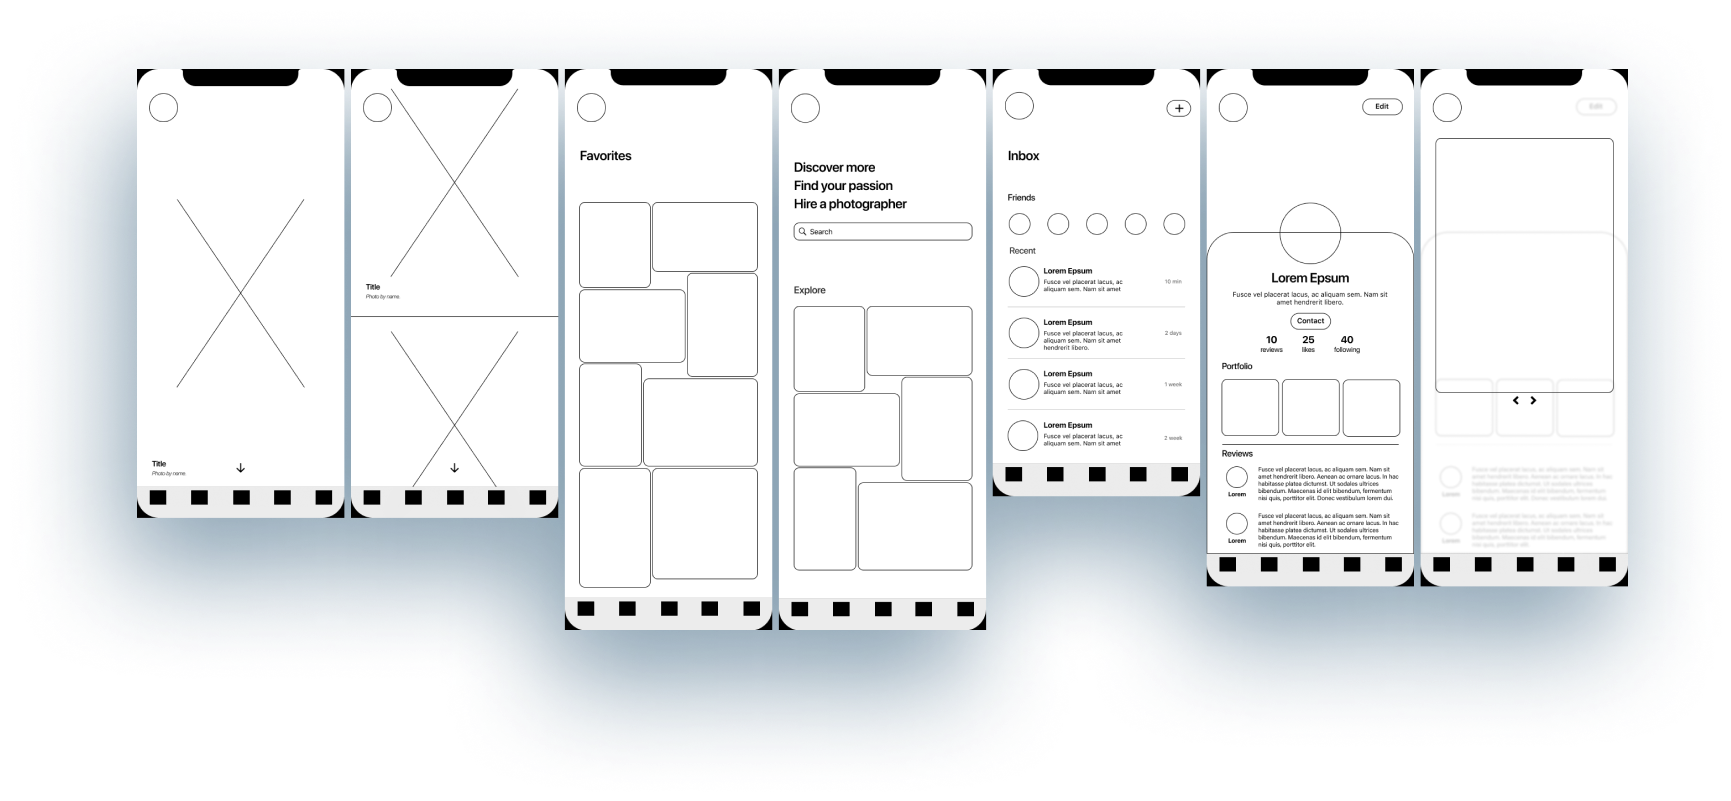 Title
Photo by name
Title
Photo by name
Favorites
Discover more
Find your passion
Hire a photographer
Search
Explore
Inbox
Friends
Recent
Lorem Epsum
Fusce vel placerat lacus, ac
aliquam sem. Nam sit amet
10 min
Lorem Epsum
Fusce vel placerat lacus, ac
aliquam sem. Nam sit amet
hendrerit libero.
2 days
Lorem Epsum
Fusce vel placerat lacus, ac
aliquam sem. Nam sit amet
1 week
Lorem Epsum
Fusce vel placerat lacus, ac
aliquam sem. Nam sit amet
2 week
Edit
Lorem Epsum
Fusce vel placerat lacus, ac aliquam sem. Nam sit
amet hendrerit libero.
Contact
10 25 40
reviews likes following
Portfolio
Reviews
Fusce vel placerat lacus, ac aliquam sem. Nam sit
amet hendrerit libero. Aenean ac ornare lacus. In hac
habitasse platea dictumst. Ut sodales ultrices
bibendum. Maecenas id elit bibendum, fermentum
nisi quis, porttitor elit. Donec vestibulum lorem dui.
Lorem
Fusce vel placerat lacus, ac aliquam sem. Nam sit
amet hendrerit libero. Aenean ac ornare lacus. In hac
habitasse platea dictumst. Ut sodales ultrices
bibendum. Maecenas id elit bibendum, fermentum
nisi quis, porttitor elit.
Lorem
Edit